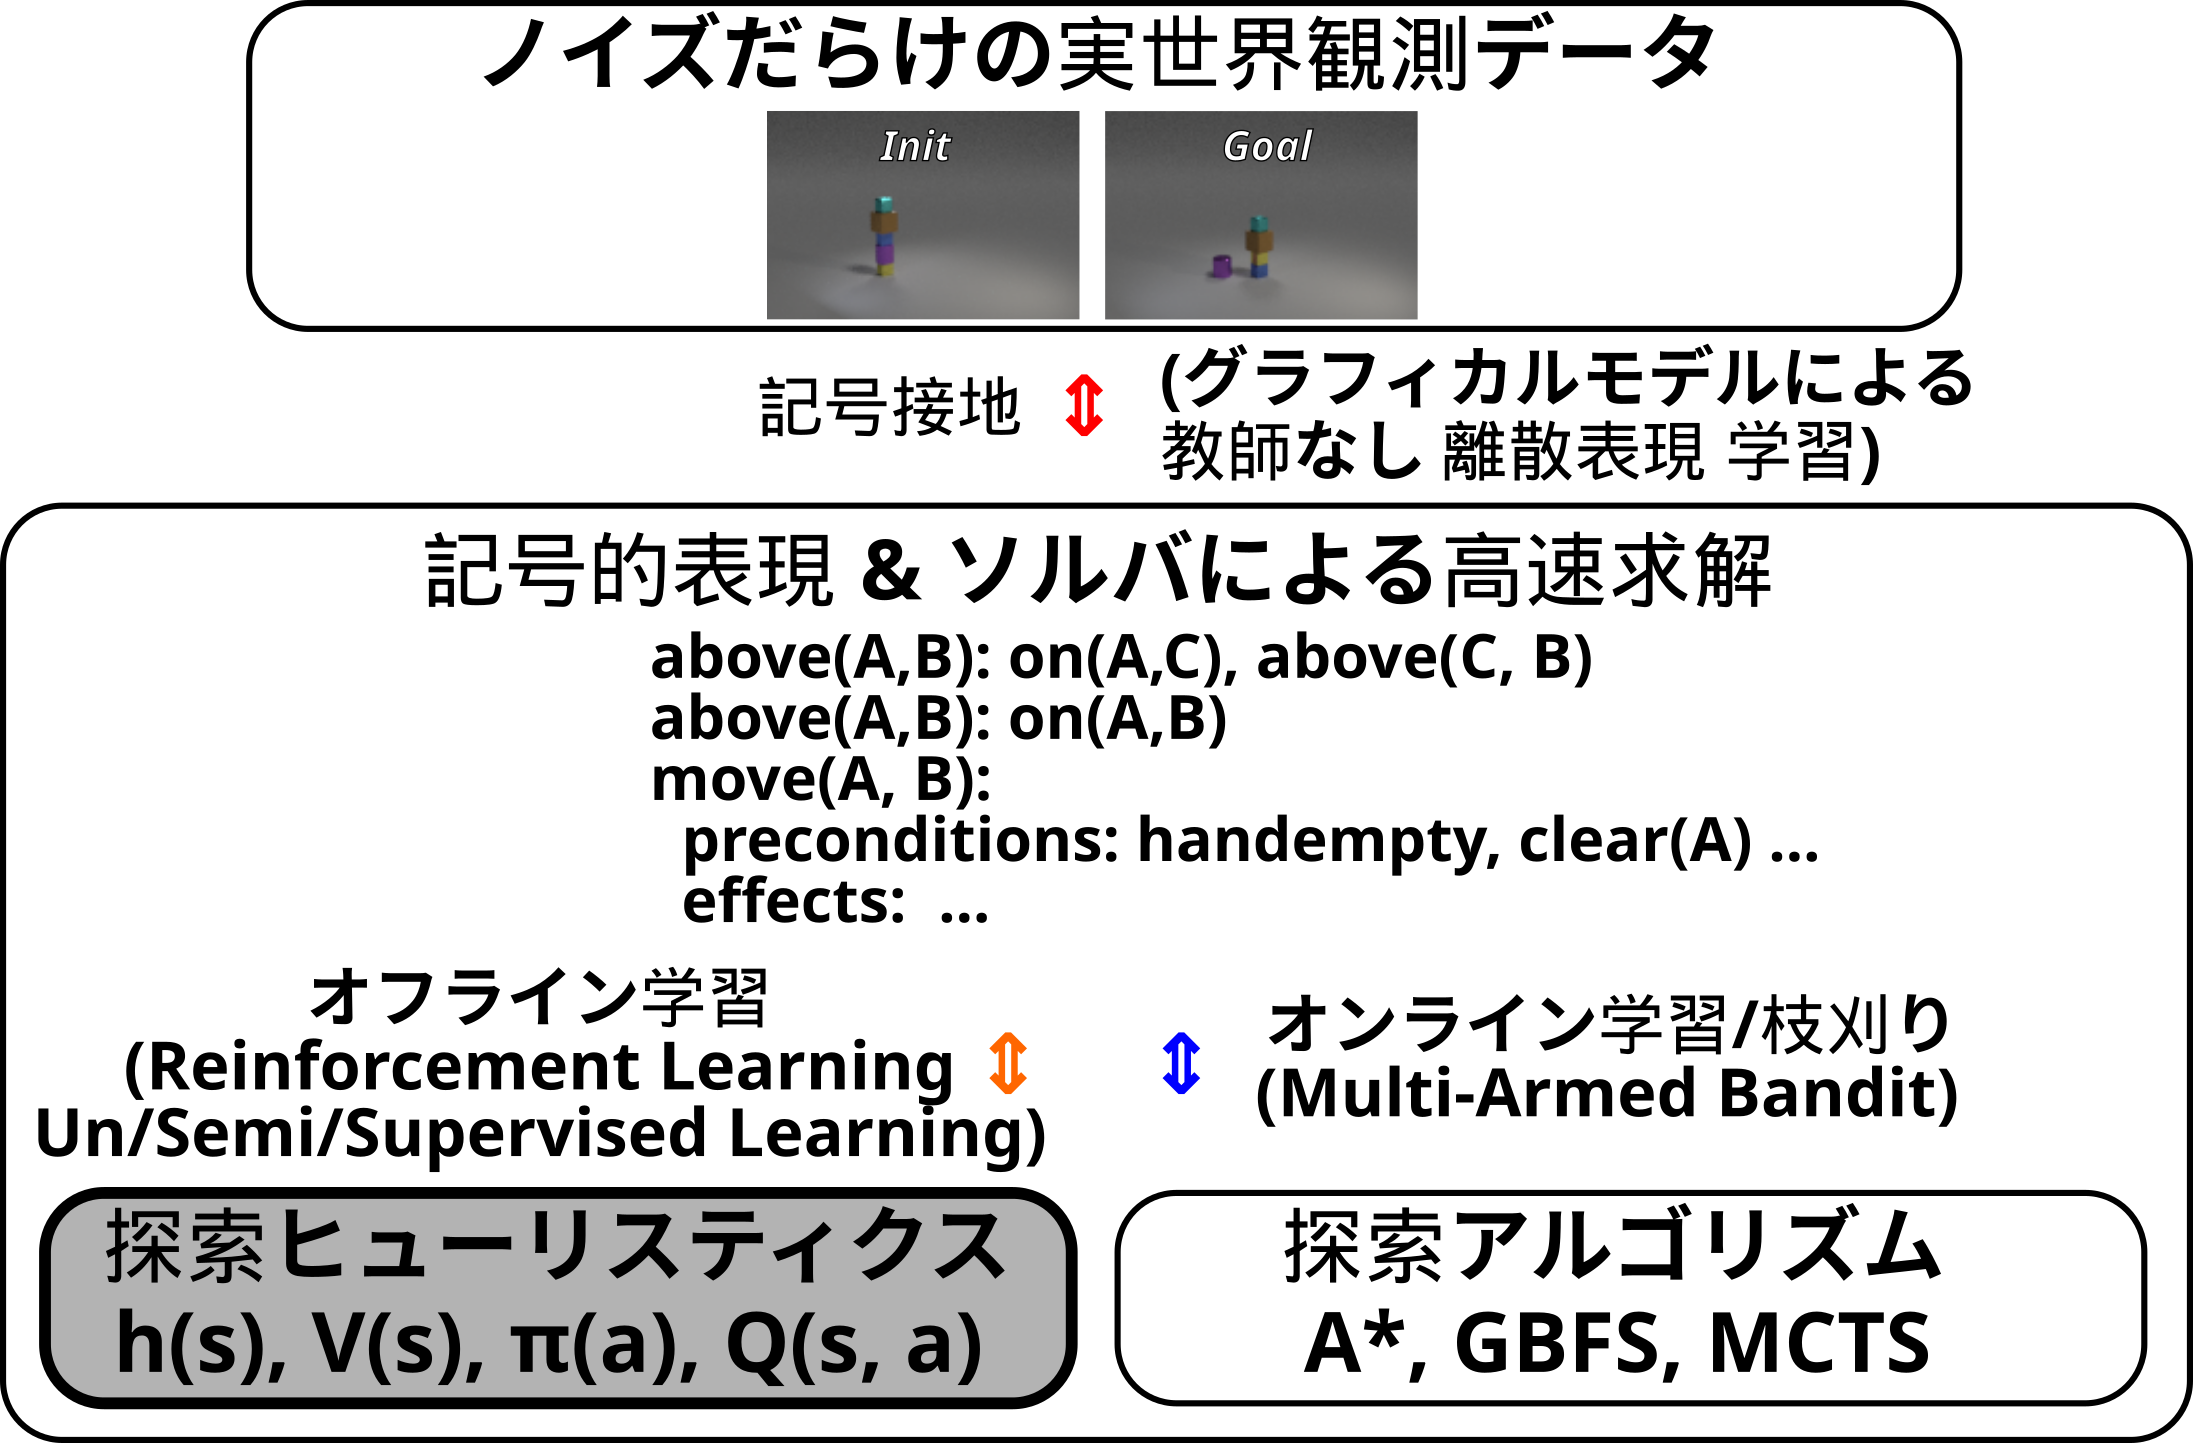 ノイズだらけの実世界観測データ
Init
Goal
記号接地 ⇕
(グラフィカルモデルによる
教師なし 離散表現 学習)
記号的表現 & ソルバによる高速求解
above(A,B): on(A,C), above(C, B)
above(A,B): on(A,B)
move(A, B):
preconditions: handempty, clear(A) ...
effects: ...
オフライン学習
(Reinforcement Learning ⇕
Un/Semi/Supervised Learning)
⇕ オンライン学習/枝刈り
(Multi-Armed Bandit)
探索ヒューリスティクス
h(s), V(s), π(a), Q(s, a)
探索アルゴリズム
A*, GBFS, MCTS